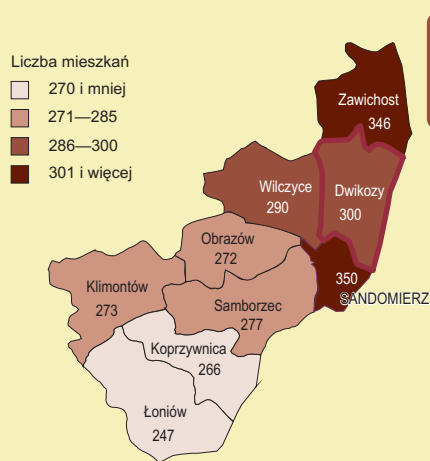 Liczba mieszkań
270 i mniej
271—285
286—300
301 i więcej
Zawichost
346
Wilczyce
290
Dwikozy
300
Obrazów
272
350
SANDOMIERZ
Klimontów
273
Samborzec
277
Koprzywnica
266
Łoniów
247